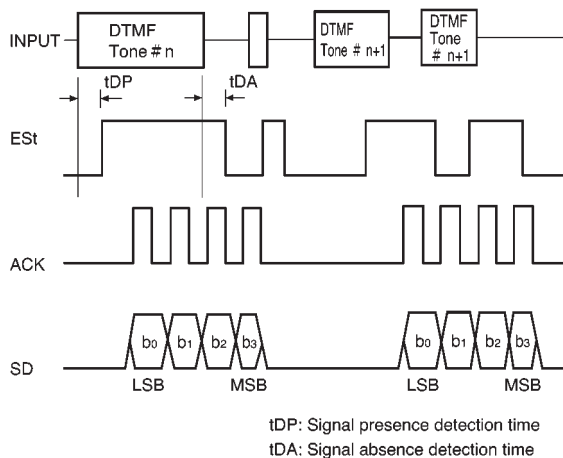 INPUT
DTMF
Tone # n
DTMF
Tone # n+1
DTMF
Tone
# n+1
tDP
tDA
ESt
ACK
SD
b0
b1
b2
b3
b0
b1
b2
b3
LSB
MSB
LSB
MSB
tDP: Signal presence detection time
tDA: Signal absence detection time